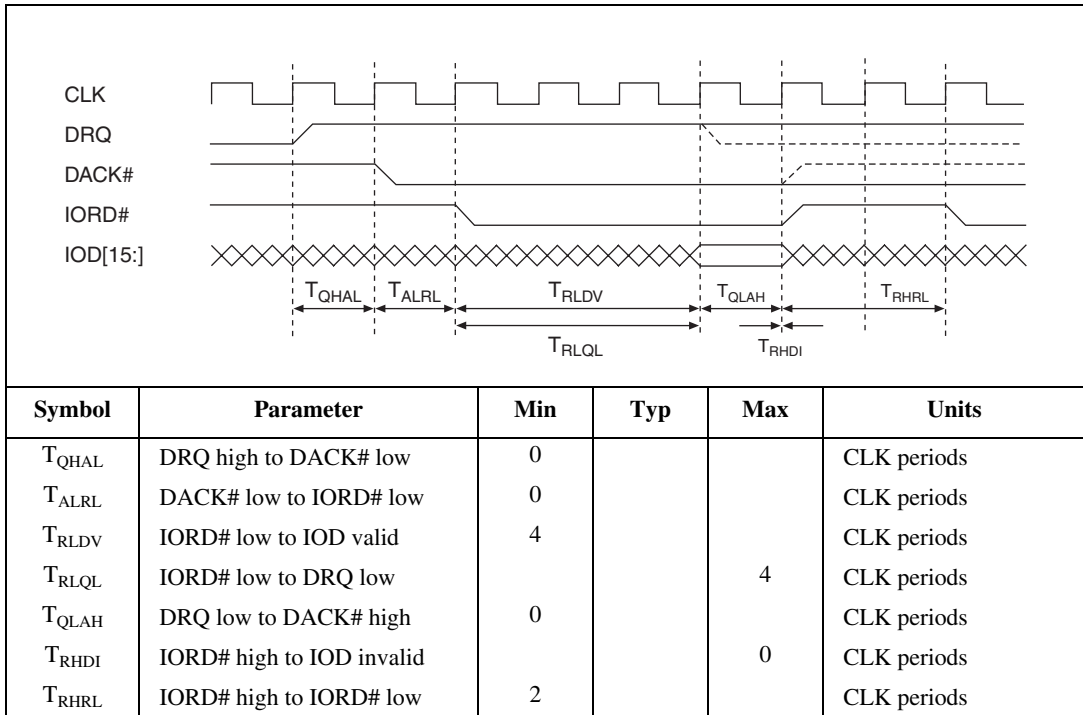 CLK
DRQ
DACK#
IORD#
IOD[15:]
TQHAL TALRL TRLDV TQLAH TRHRL
TRLQL TRHDI
Symbol Parameter Min Typ Max Units
TQHAL DRQ high to DACK# low 0 CLK periods
TALRL DACK# low to IORD# low 0 CLK periods
TRLDV IORD# low to IOD valid 4 CLK periods
TRLQL IORD# low to DRQ low 4 CLK periods
TQLAH DRQ low to DACK# high 0 CLK periods
TRHDI IORD# high to IOD invalid 0 CLK periods
TRHRL IORD# high to IORD# low 2 CLK periods